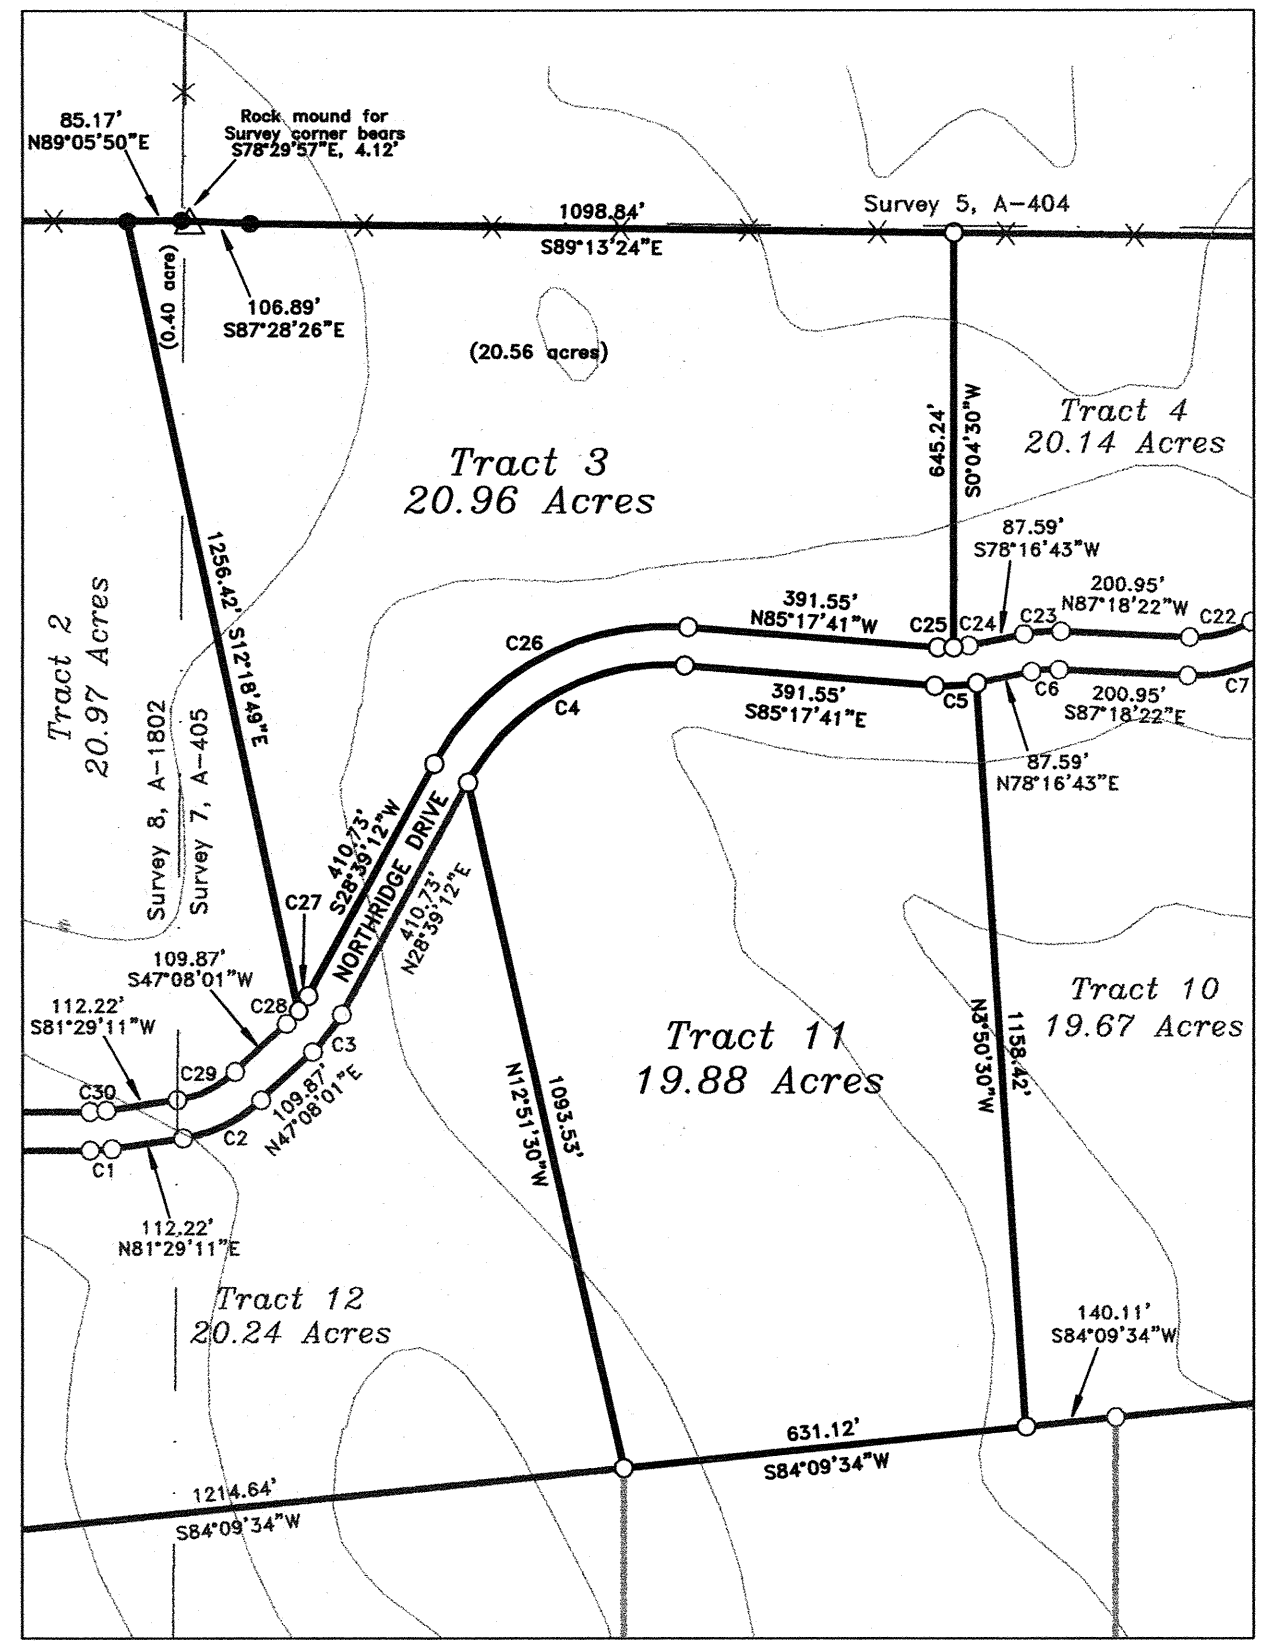 85.17'
N89°05'50"E
Rock mound for
Survey corner bears
S78°29'57"E, 4.12'
1098.84'
S89°13'24"E
Survey 5, A-404
(0.40 acre)
106.89'
S87°28'26"E
(20.56 acres)
Tract 3
20.96 Acres
645.24'
S0°04'30"W
Tract 4
20.14 Acres
87.59'
S78°16'43"W
200.95'
N87°18'22"W
1256.42' S12°18'49"E
Tract 2
20.97 Acres
Survey 8, A-1802
Survey 7, A-405
391.55'
N85°17'41"W
C25
C24
C23
C22
C26
C4
391.55'
S85°17'41"E
C5
C6
200.95'
S87°18'22"E
C7
87.59'
N78°16'43"E
410.73'
S28°39'12"W
NORTHRIDGE DRIVE
410.73'
N28°39'12"E
C27
109.87'
S47°08'01"W
C28
112.22'
S81°29'11"W
C29
C30
C3
109.87'
N47°08'01"E
C2
C1
112.22'
N81°29'11"E
Tract 11
19.88 Acres
Tract 10
19.67 Acres
1158.42'
N3°50'30"W
1093.53'
N12°51'30"W
Tract 12
20.24 Acres
140.11'
S84°09'34"W
631.12'
S84°09'34"W
1214.64'
S84°09'34"W